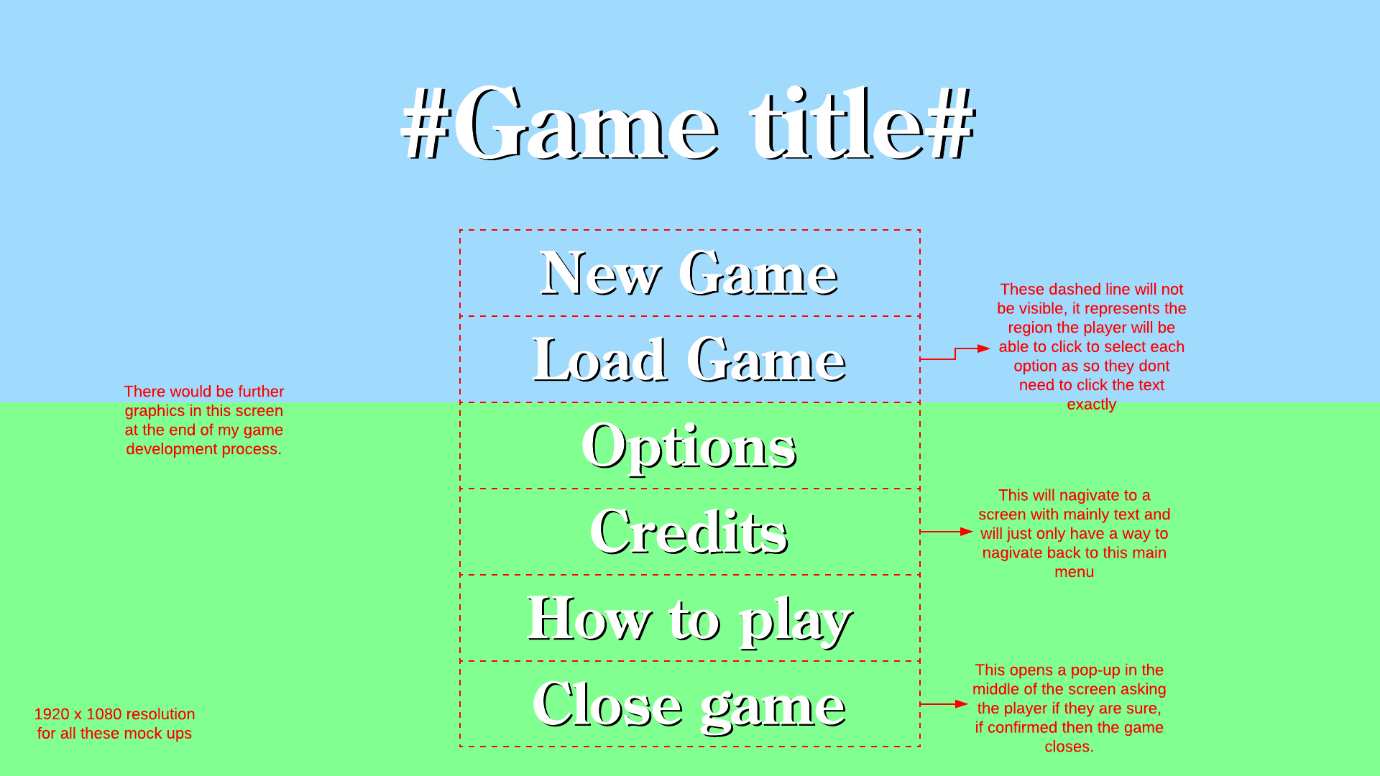 #Game title#
New Game
Load Game
Options
Credits
How to play
Close game
These dashed line will not
be visible, it represents the
region the player will be
able to click to select each
option as so they dont
need to click the text
exactly
There would be further
graphics in this screen
at the end of my game
development process.
This will nagivate to a
screen with mainly text and
will just only have a way to
nagivate back to this main
menu
This opens a pop-up in the
middle of the screen asking
the player if they are sure,
if confirmed then the game
closes.
1920 x 1080 resolution
for all these mock ups